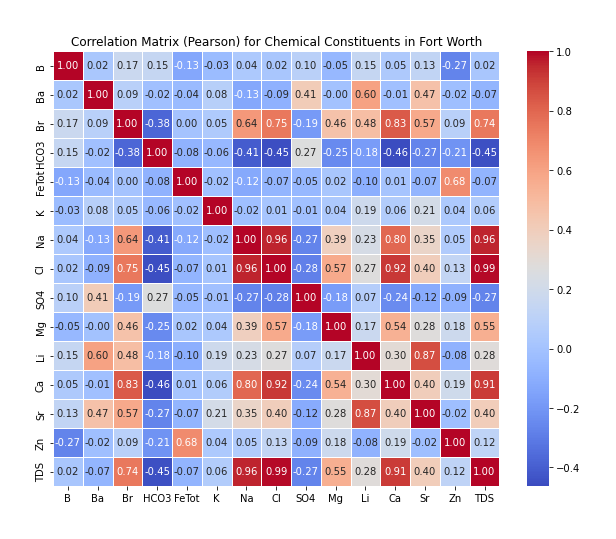 Correlation Matrix (Pearson) for Chemical Constituents in Fort Worth
B 1.00 0.02 0.17 0.15 -0.13 -0.03 0.04 0.02 0.10 -0.05 0.15 0.05 0.13 -0.27 0.02
Ba 0.02 1.00 0.09 -0.02 -0.04 0.08 -0.13 -0.09 0.41 -0.00 0.60 -0.01 0.47 -0.02 -0.07
Br 0.17 0.09 1.00 -0.38 0.00 0.05 0.64 0.75 -0.19 0.46 0.48 0.83 0.57 0.09 0.74
HCO3 0.15 -0.02 -0.38 1.00 -0.08 -0.06 -0.41 -0.45 0.27 -0.25 -0.18 -0.46 -0.27 -0.21 -0.45
FeTot -0.13 -0.04 0.00 -0.08 1.00 -0.02 -0.12 -0.07 -0.05 0.02 -0.10 0.01 -0.07 0.68 -0.07
K -0.03 0.08 0.05 -0.06 -0.02 1.00 -0.02 0.01 -0.01 0.04 0.19 0.06 0.21 0.04 0.06
Na 0.04 -0.13 0.64 -0.41 -0.12 -0.02 1.00 0.96 -0.27 0.39 0.23 0.80 0.35 0.05 0.96
Cl 0.02 -0.09 0.75 -0.45 -0.07 0.01 0.96 1.00 -0.28 0.57 0.27 0.92 0.40 0.13 0.99
SO4 0.10 0.41 -0.19 0.27 -0.05 -0.01 -0.27 -0.28 1.00 -0.18 0.07 -0.24 -0.12 -0.09 -0.27
Mg -0.05 -0.00 0.46 -0.25 0.02 0.04 0.39 0.57 -0.18 1.00 0.17 0.54 0.28 0.18 0.55
Li 0.15 0.60 0.48 -0.18 -0.10 0.19 0.23 0.27 0.07 0.17 1.00 0.30 0.87 -0.08 0.28
Ca 0.05 -0.01 0.83 -0.46 0.01 0.06 0.80 0.92 -0.24 0.54 0.30 1.00 0.40 0.19 0.91
Sr 0.13 0.47 0.57 -0.27 -0.07 0.21 0.35 0.40 -0.12 0.28 0.87 0.40 1.00 -0.02 0.40
Zn -0.27 -0.02 0.09 -0.21 0.68 0.04 0.05 0.13 -0.09 0.18 -0.08 0.19 -0.02 1.00 0.12
TDS 0.02 -0.07 0.74 -0.45 -0.07 0.06 0.96 0.99 -0.27 0.55 0.28 0.91 0.40 0.12 1.00
B Ba Br HCO3 FeTot K Na Cl SO4 Mg Li Ca Sr Zn TDS
1.0
0.8
0.6
0.4
0.2
0.0
−0.2
−0.4